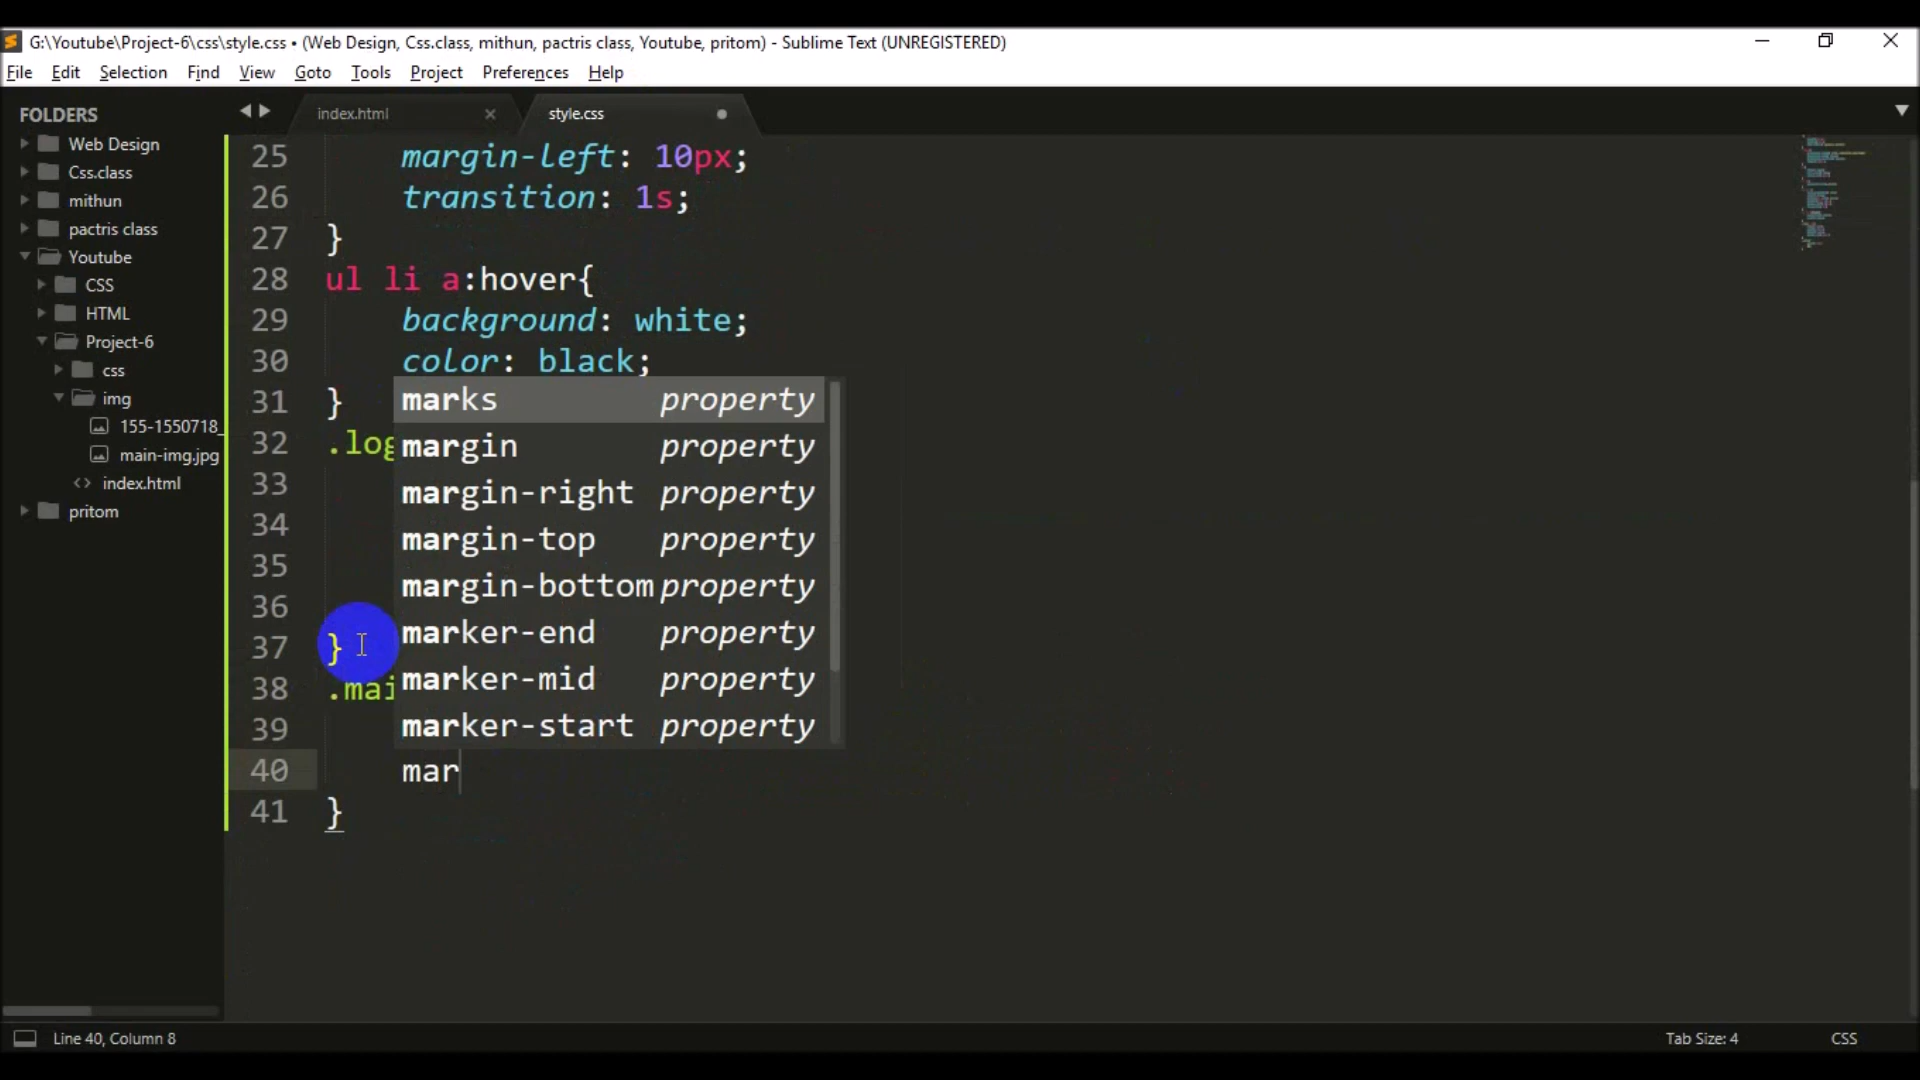 G:\Youtube\Project-6\css\style.css • (Web Design, Css.class, mithun, pactris class, Youtube, pritom) - Sublime Text (UNREGISTERED)
File Edit Selection Find View Goto Tools Project Preferences Help
FOLDERS
Web Design
Css.class
mithun
pactris class
Youtube
CSS
HTML
Project-6
css
img
155-1550718_
main-img.jpg
<> index.html
pritom
index.html × style.css
25 margin-left: 10px;
26 transition: 1s;
27 }
28 ul li a:hover{
29 background: white;
30 color: black;
31 }
32 .log
33
34
35
36
37 }
38 .mai
39
40 mar
41 }
marks property
margin property
margin-right property
margin-top property
margin-bottom property
marker-end property
marker-mid property
marker-start property
Line 40, Column 8
Tab Size: 4 CSS